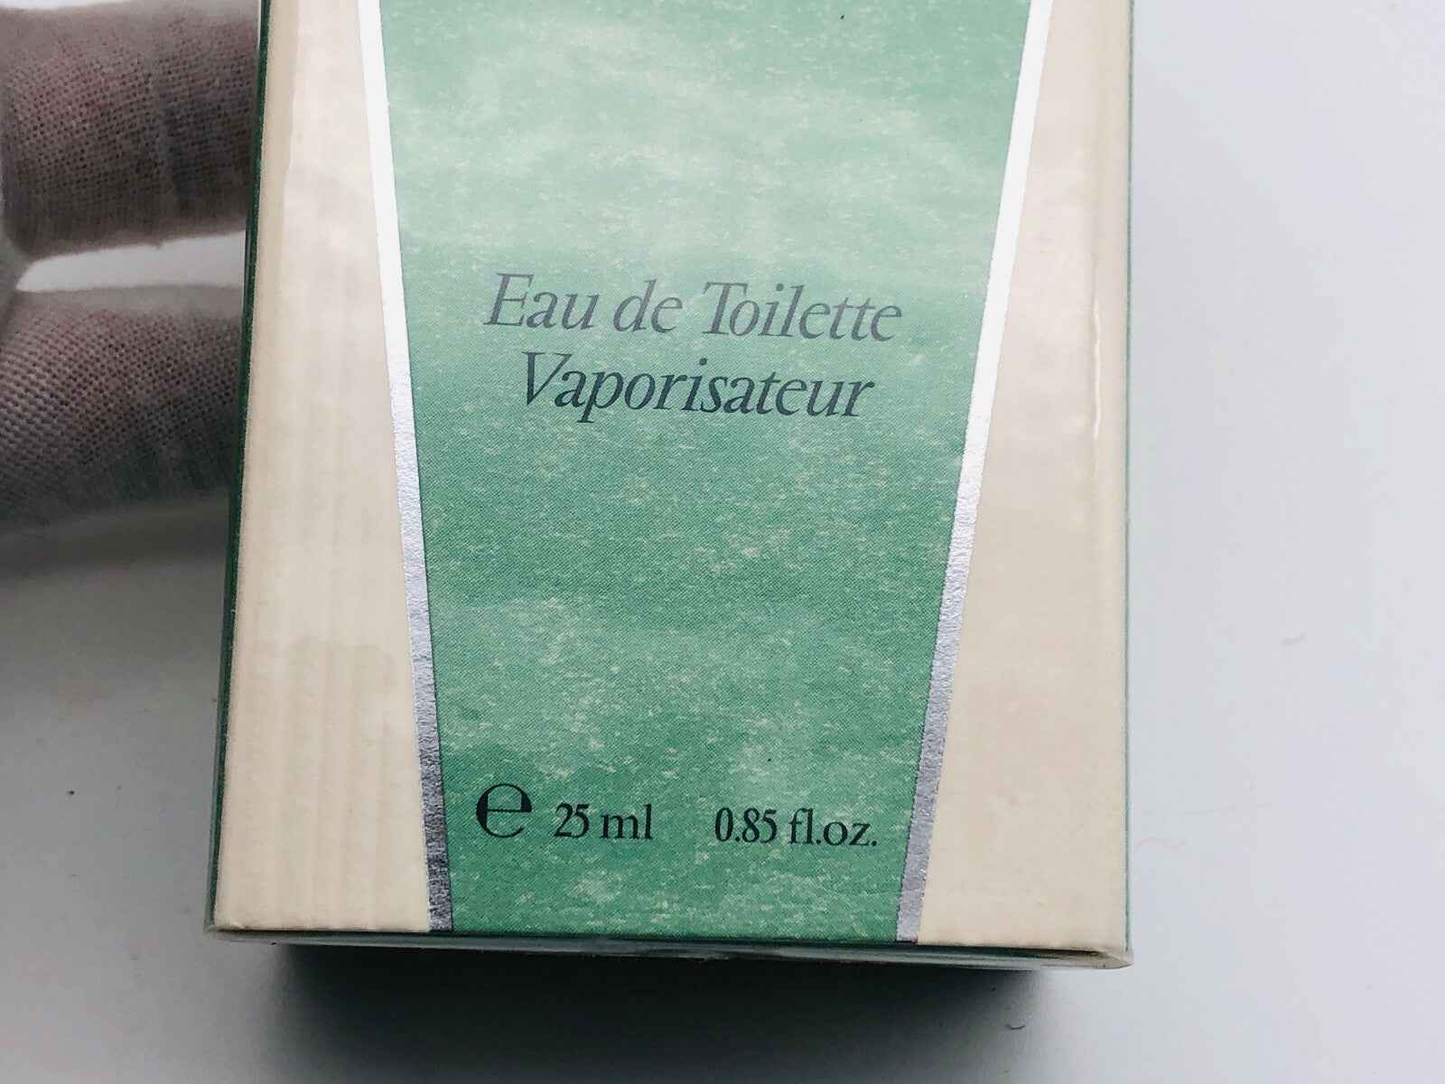 Eau de Toilette
Vaporisateur
℮ 25 ml 0.85 fl.oz.